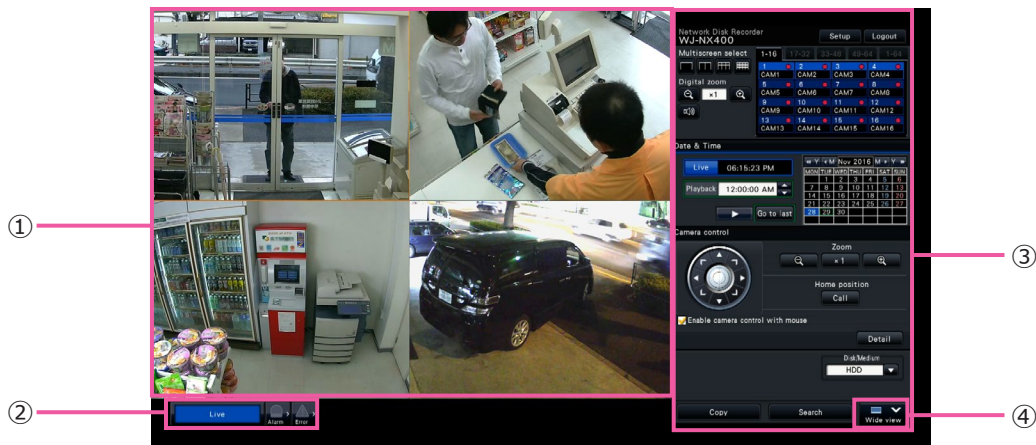 ①
②
③
④
Network Disk Recorder
WJ-NX400
Setup Logout
Multiscreen select
1-16 17-32 33-48 49-64 1-64
1 2 3 4
CAM1 CAM2 CAM3 CAM4
5 6 7 8
CAM5 CAM6 CAM7 CAM8
9 10 11 12
CAM9 CAM10 CAM11 CAM12
13 14 15 16
CAM13 CAM14 CAM15 CAM16
Digital zoom
×1
Date & Time
Live 06:15:23 PM
Playback 12:00:00 AM
Go to last
Y M Nov 2016 M Y
MON TUE WED THU FRI SAT SUN
1 2 3 4 5 6
7 8 9 10 11 12 13
14 15 16 17 18 19 20
21 22 23 24 25 26 27
28 29 30
Camera control
Zoom
×1
Home position
Call
Enable camera control with mouse
Detail
Disk/Medium
HDD
Copy Search Wide view
Live Alarm Error